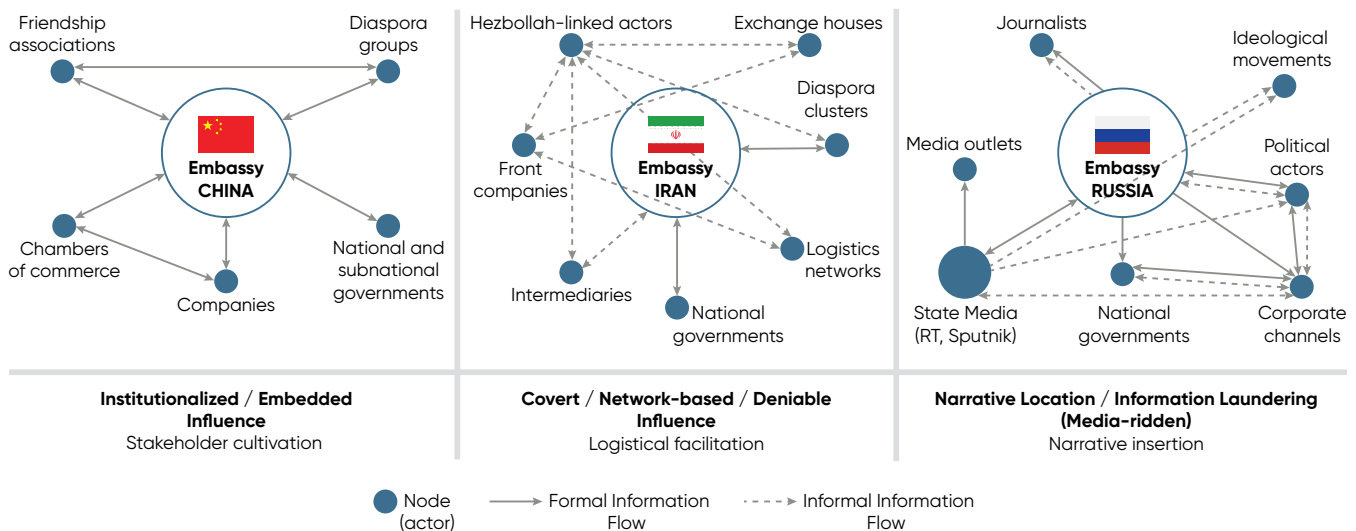 Friendship
associations
Diaspora
groups
Embassy
CHINA
Chambers
of commerce
Companies
National and
subnational
governments
Hezbollah-linked actors
Exchange houses
Diaspora
clusters
Front
companies
Embassy
IRAN
Logistics
networks
Intermediaries
National
governments
Journalists
Ideological
movements
Media outlets
Political
actors
Embassy
RUSSIA
State Media
(RT, Sputnik)
National
governments
Corporate
channels
Institutionalized / Embedded
Influence
Stakeholder cultivation
Covert / Network-based / Deniable
Influence
Logistical facilitation
Narrative Location / Information Laundering
(Media-ridden)
Narrative insertion
Node
(actor)
Formal Information
Flow
Informal Information
Flow